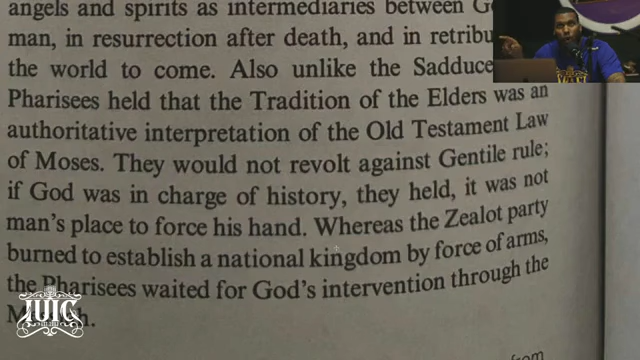 angels and spirits as intermediaries between
man, in resurrection after death, and in retribu
the world to come. Also unlike the Sadduce
Pharisees held that the Tradition of the Elders was an
authoritative interpretation of the Old Testament Law
of Moses. They would not revolt against Gentile rule;
if God was in charge of history, they held, it was not
man's place to force his hand. Whereas the Zealot party
burned to establish a national kingdom by force of arms,
the Pharisees waited for God's intervention through the
M h.
from
IUIC